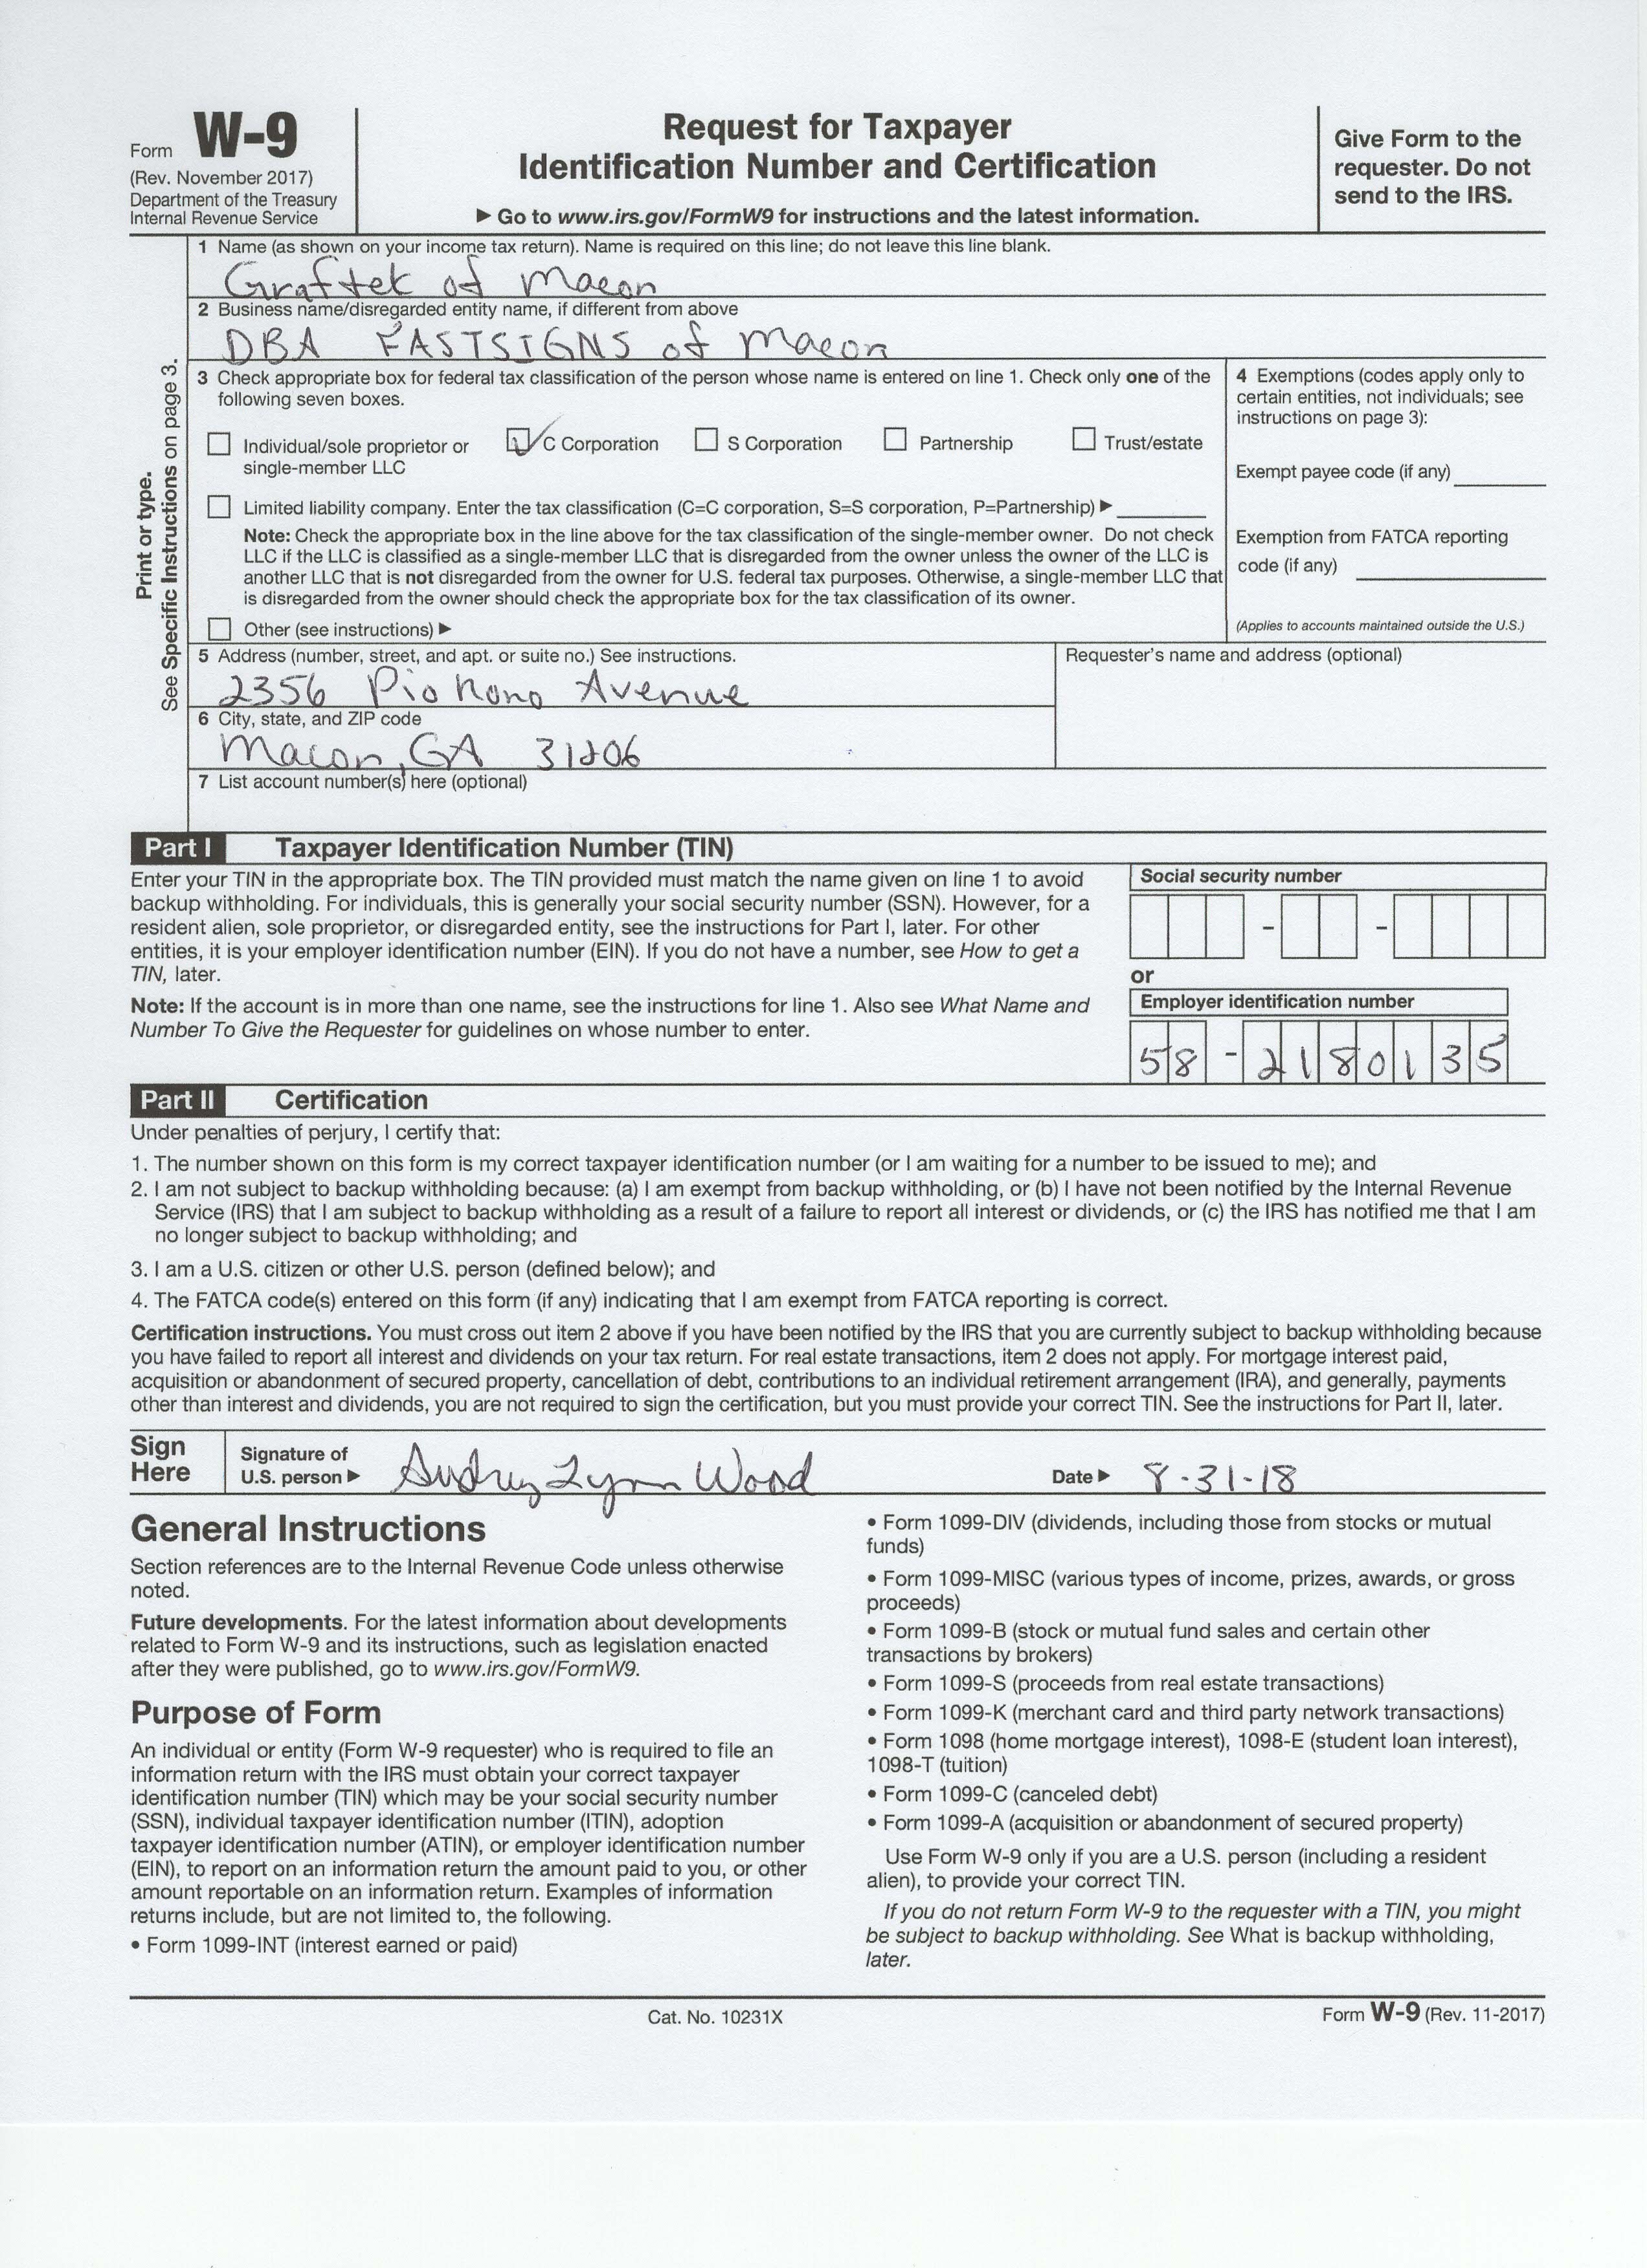 Form W-9
(Rev. November 2017)
Department of the Treasury
Internal Revenue Service
Request for Taxpayer
Identification Number and Certification
▶ Go to www.irs.gov/FormW9 for instructions and the latest information.
Give Form to the
requester. Do not
send to the IRS.
Print or type.
See Specific Instructions on page 3.
1 Name (as shown on your income tax return). Name is required on this line; do not leave this line blank.
Graftek of Macon
2 Business name/disregarded entity name, if different from above
DBA FASTSIGNS of Macon
3 Check appropriate box for federal tax classification of the person whose name is entered on line 1. Check only one of the
following seven boxes.
Individual/sole proprietor or
single-member LLC
C Corporation
S Corporation
Partnership
Trust/estate
Limited liability company. Enter the tax classification (C=C corporation, S=S corporation, P=Partnership) ▶
Note: Check the appropriate box in the line above for the tax classification of the single-member owner. Do not check
LLC if the LLC is classified as a single-member LLC that is disregarded from the owner unless the owner of the LLC is
another LLC that is not disregarded from the owner for U.S. federal tax purposes. Otherwise, a single-member LLC that
is disregarded from the owner should check the appropriate box for the tax classification of its owner.
Other (see instructions) ▶
4 Exemptions (codes apply only to
certain entities, not individuals; see
instructions on page 3):
Exempt payee code (if any)
Exemption from FATCA reporting
code (if any)
(Applies to accounts maintained outside the U.S.)
5 Address (number, street, and apt. or suite no.) See instructions.
2356 Pio Nono Avenue
Requester's name and address (optional)
6 City, state, and ZIP code
Macon, GA 31206
7 List account number(s) here (optional)
Part I Taxpayer Identification Number (TIN)
Enter your TIN in the appropriate box. The TIN provided must match the name given on line 1 to avoid
backup withholding. For individuals, this is generally your social security number (SSN). However, for a
resident alien, sole proprietor, or disregarded entity, see the instructions for Part I, later. For other
entities, it is your employer identification number (EIN). If you do not have a number, see How to get a
TIN, later.
Note: If the account is in more than one name, see the instructions for line 1. Also see What Name and
Number To Give the Requester for guidelines on whose number to enter.
Social security number
- -
or
Employer identification number
58-2180135
Part II Certification
Under penalties of perjury, I certify that:
1. The number shown on this form is my correct taxpayer identification number (or I am waiting for a number to be issued to me); and
2. I am not subject to backup withholding because: (a) I am exempt from backup withholding, or (b) I have not been notified by the Internal Revenue
Service (IRS) that I am subject to backup withholding as a result of a failure to report all interest or dividends, or (c) the IRS has notified me that I am
no longer subject to backup withholding; and
3. I am a U.S. citizen or other U.S. person (defined below); and
4. The FATCA code(s) entered on this form (if any) indicating that I am exempt from FATCA reporting is correct.
Certification instructions. You must cross out item 2 above if you have been notified by the IRS that you are currently subject to backup withholding because
you have failed to report all interest and dividends on your tax return. For real estate transactions, item 2 does not apply. For mortgage interest paid,
acquisition or abandonment of secured property, cancellation of debt, contributions to an individual retirement arrangement (IRA), and generally, payments
other than interest and dividends, you are not required to sign the certification, but you must provide your correct TIN. See the instructions for Part II, later.
Sign
Here
Signature of
U.S. person ▶
Audrey Lynn Wood
Date ▶ 8-31-18
General Instructions
Section references are to the Internal Revenue Code unless otherwise
noted.
Future developments. For the latest information about developments
related to Form W-9 and its instructions, such as legislation enacted
after they were published, go to www.irs.gov/FormW9.
Purpose of Form
An individual or entity (Form W-9 requester) who is required to file an
information return with the IRS must obtain your correct taxpayer
identification number (TIN) which may be your social security number
(SSN), individual taxpayer identification number (ITIN), adoption
taxpayer identification number (ATIN), or employer identification number
(EIN), to report on an information return the amount paid to you, or other
amount reportable on an information return. Examples of information
returns include, but are not limited to, the following.
• Form 1099-INT (interest earned or paid)
• Form 1099-DIV (dividends, including those from stocks or mutual
funds)
• Form 1099-MISC (various types of income, prizes, awards, or gross
proceeds)
• Form 1099-B (stock or mutual fund sales and certain other
transactions by brokers)
• Form 1099-S (proceeds from real estate transactions)
• Form 1099-K (merchant card and third party network transactions)
• Form 1098 (home mortgage interest), 1098-E (student loan interest),
1098-T (tuition)
• Form 1099-C (canceled debt)
• Form 1099-A (acquisition or abandonment of secured property)
Use Form W-9 only if you are a U.S. person (including a resident
alien), to provide your correct TIN.
If you do not return Form W-9 to the requester with a TIN, you might
be subject to backup withholding. See What is backup withholding,
later.
Cat. No. 10231X
Form W-9 (Rev. 11-2017)